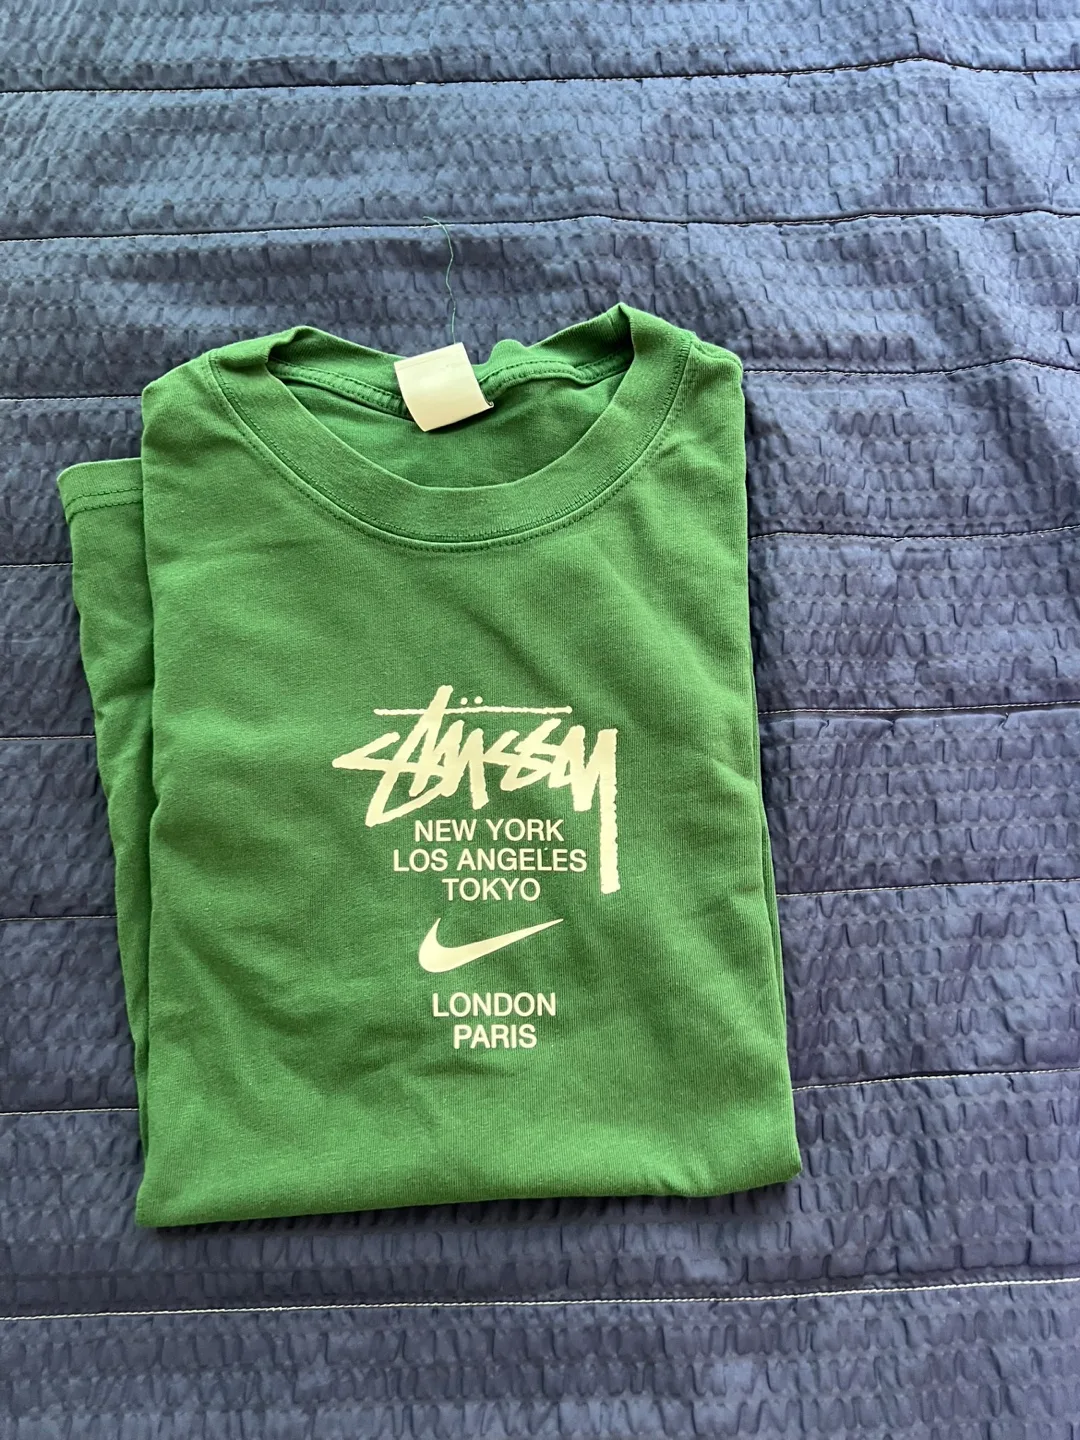 Stüssy
NEW YORK
LOS ANGELES
TOKYO
LONDON
PARIS